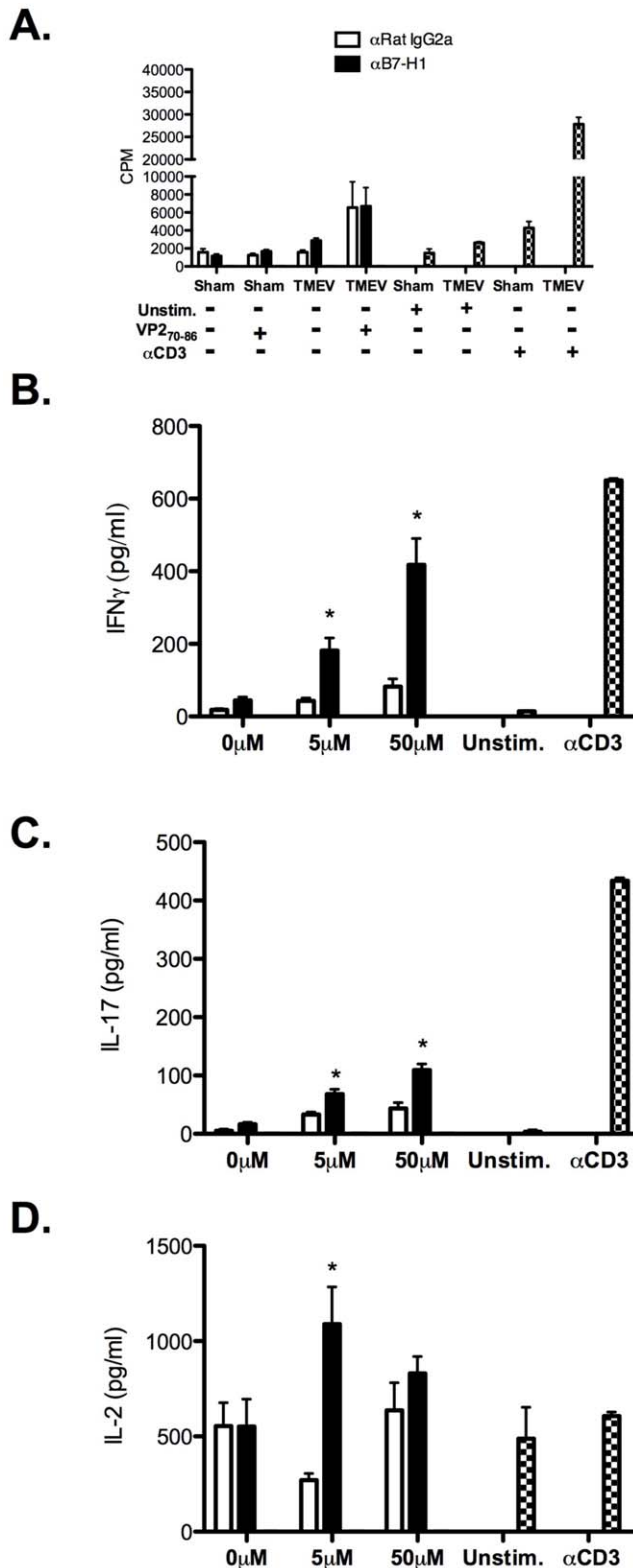 A.
αRat IgG2a
αB7-H1
CPM
40000
35000
30000
25000
20000
10000
8000
6000
4000
2000
0
Sham Sham TMEV TMEV Sham TMEV Sham TMEV
Unstim. - - - - + + - -
VP2₇₀₋₈₆ - + - + - - - -
αCD3 - - - - - - + +
B.
IFNγ (pg/ml)
800
600
400
200
0
* *
0μM 5μM 50μM Unstim. αCD3
C.
IL-17 (pg/ml)
500
400
300
200
100
0
* *
0μM 5μM 50μM Unstim. αCD3
D.
IL-2 (pg/ml)
1500
1000
500
0
*
0μM 5μM 50μM Unstim. αCD3